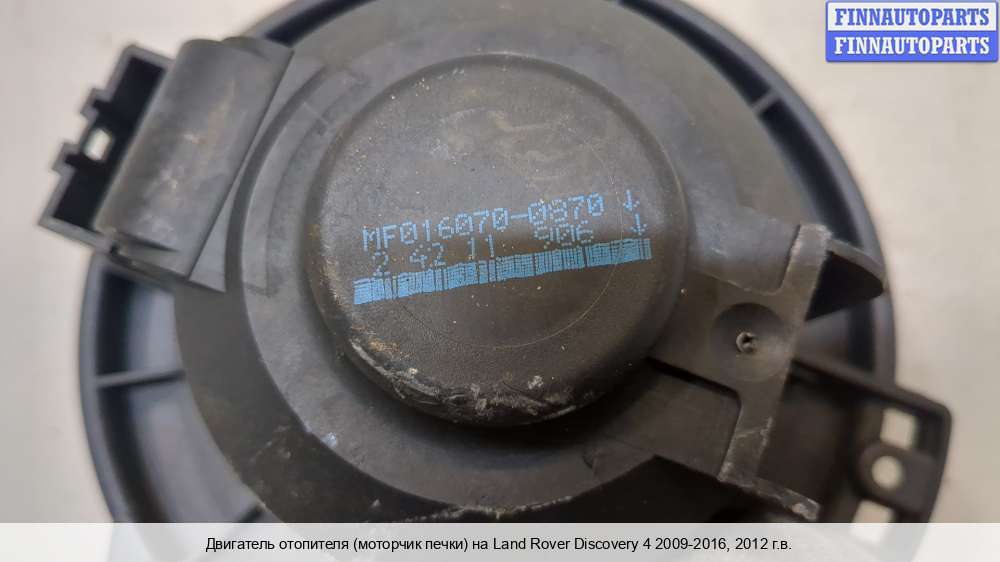 FINNAUTOPARTS
FINNAUTOPARTS
MF016070-0870 ↓
2 42 11 906 ↓
Двигатель отопителя (моторчик печки) на Land Rover Discovery 4 2009-2016, 2012 г.в.